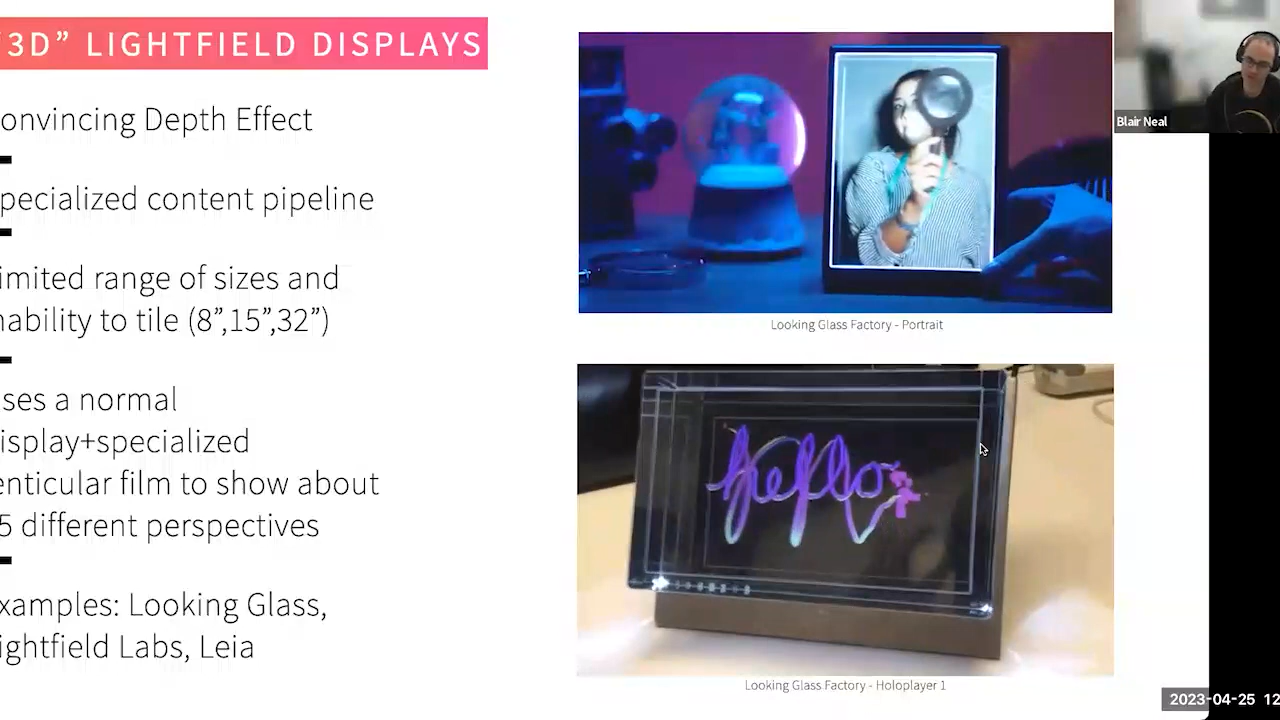 “3D” LIGHTFIELD DISPLAYS
onvincing Depth Effect
pecialized content pipeline
imited range of sizes and
nability to tile (8”,15”,32”)
ses a normal
isplay+specialized
enticular film to show about
5 different perspectives
xamples: Looking Glass,
ightfield Labs, Leia
Looking Glass Factory - Portrait
hello
Looking Glass Factory - Holoplayer 1
Blair Neal
2023-04-25 12